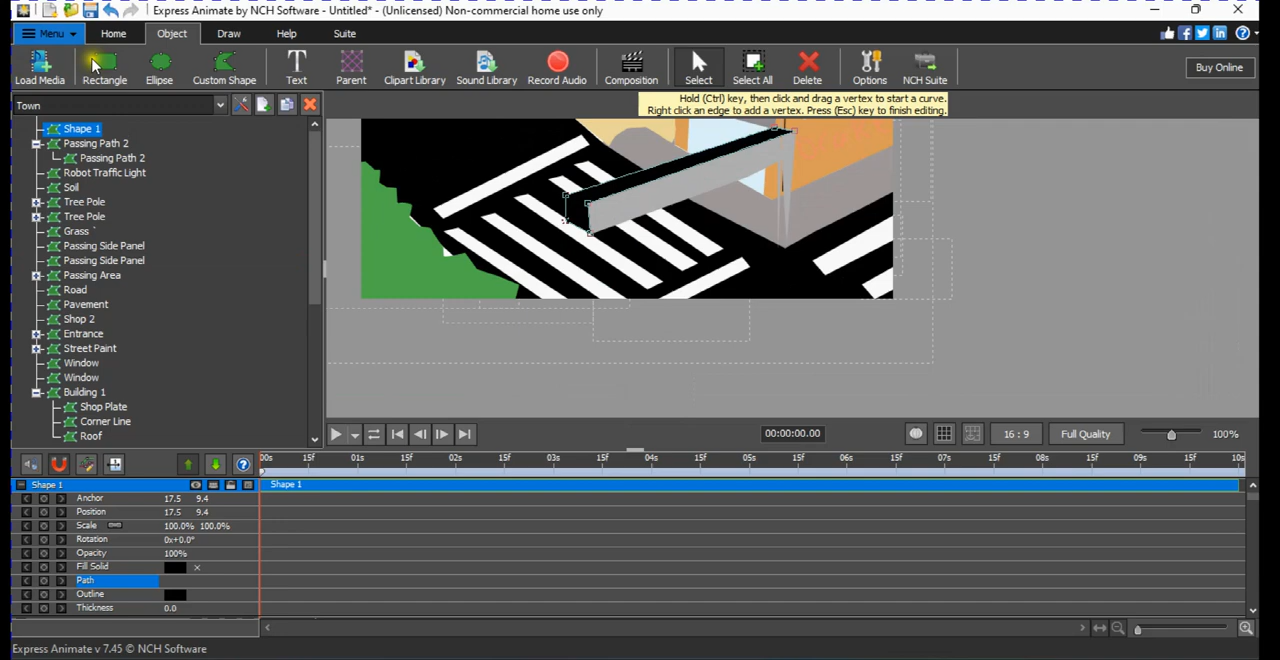 Express Animate by NCH Software - Untitled* - (Unlicensed) Non-commercial home use only
Menu Home Object Draw Help Suite
Load Media Rectangle Ellipse Custom Shape Text Parent Clipart Library Sound Library Record Audio Composition Select Select All Delete Options NCH Suite Buy Online
Town
Hold (Ctrl) key, then click and drag a vertex to start a curve.
Right click an edge to add a vertex. Press (Esc) key to finish editing.
Shape 1
Passing Path 2
Passing Path 2
Robot Traffic Light
Soil
Tree Pole
Tree Pole
Grass `
Passing Side Panel
Passing Side Panel
Passing Area
Road
Pavement
Shop 2
Entrance
Street Paint
Window
Window
Building 1
Shop Plate
Corner Line
Roof
00:00:00.00 16 : 9 Full Quality 100%
00s 15f 01s 15f 02s 15f 03s 15f 04s 15f 05s 15f 06s 15f 07s 15f 08s 15f 09s 15f 10s
Shape 1 Shape 1
Anchor 17.5 9.4
Position 17.5 9.4
Scale 100.0% 100.0%
Rotation 0x+0.0°
Opacity 100%
Fill Solid ×
Path
Outline
Thickness 0.0
Express Animate v 7.45 © NCH Software